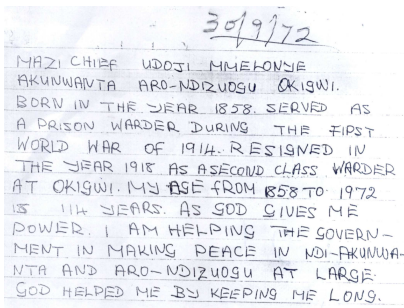 30/9/72
MAZI CHIEF UDOJI MMELONYE
AKUNWANTA ARO-NDIZUOGU OKIGWI.
BORN IN THE YEAR 1858. SERVED AS
A PRISON WARDER DURING THE FIRST
WORLD WAR OF 1914. RESIGNED IN
THE YEAR 1918 AS ASECOND CLASS WARDER
AT OKIGWI. MY AGE FROM 1858 TO 1972
IS 114 YEARS. AS GOD GIVES ME
POWER. I AM HELPING THE GOVERN-
MENT IN MAKING PEACE IN NDI-AKUNWA-
NTA AND ARO-NDIZUOGU AT LARGE.
GOD HELPED ME BY KEEPING ME LONG.